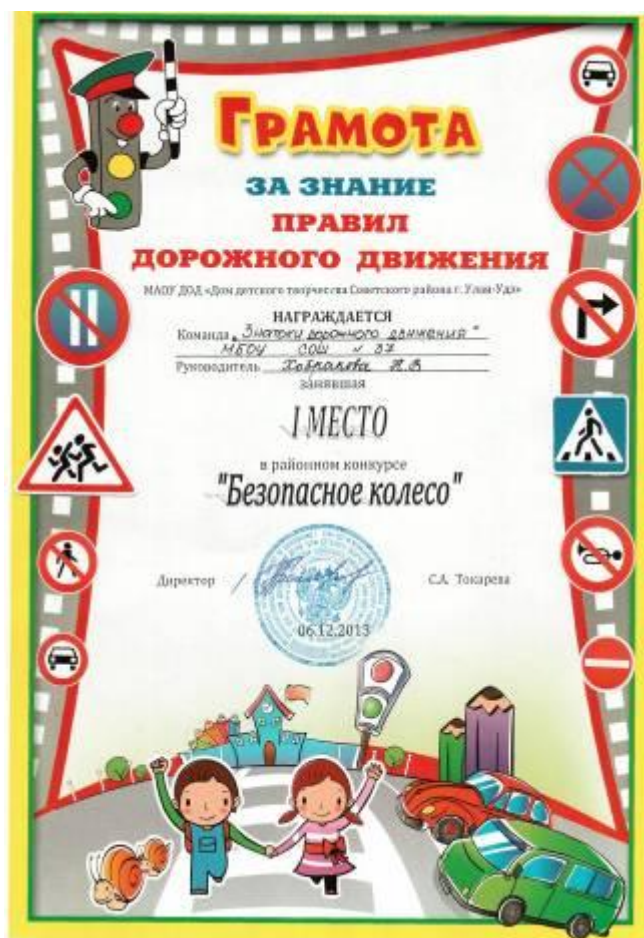 ГРАМОТА
ЗА ЗНАНИЕ
ПРАВИЛ
ДОРОЖНОГО ДВИЖЕНИЯ
МАОУ ДОД «Дом детского творчества Советского района г. Улан-Удэ»
НАГРАЖДАЕТСЯ
Команда „Знатоки дорожного движения"
МБОУ СОШ № 37
Руководитель Хобракова
занявшая
I МЕСТО
в районном конкурсе
"Безопасное колесо"
Директор С.А. Токарева
06.12.2013